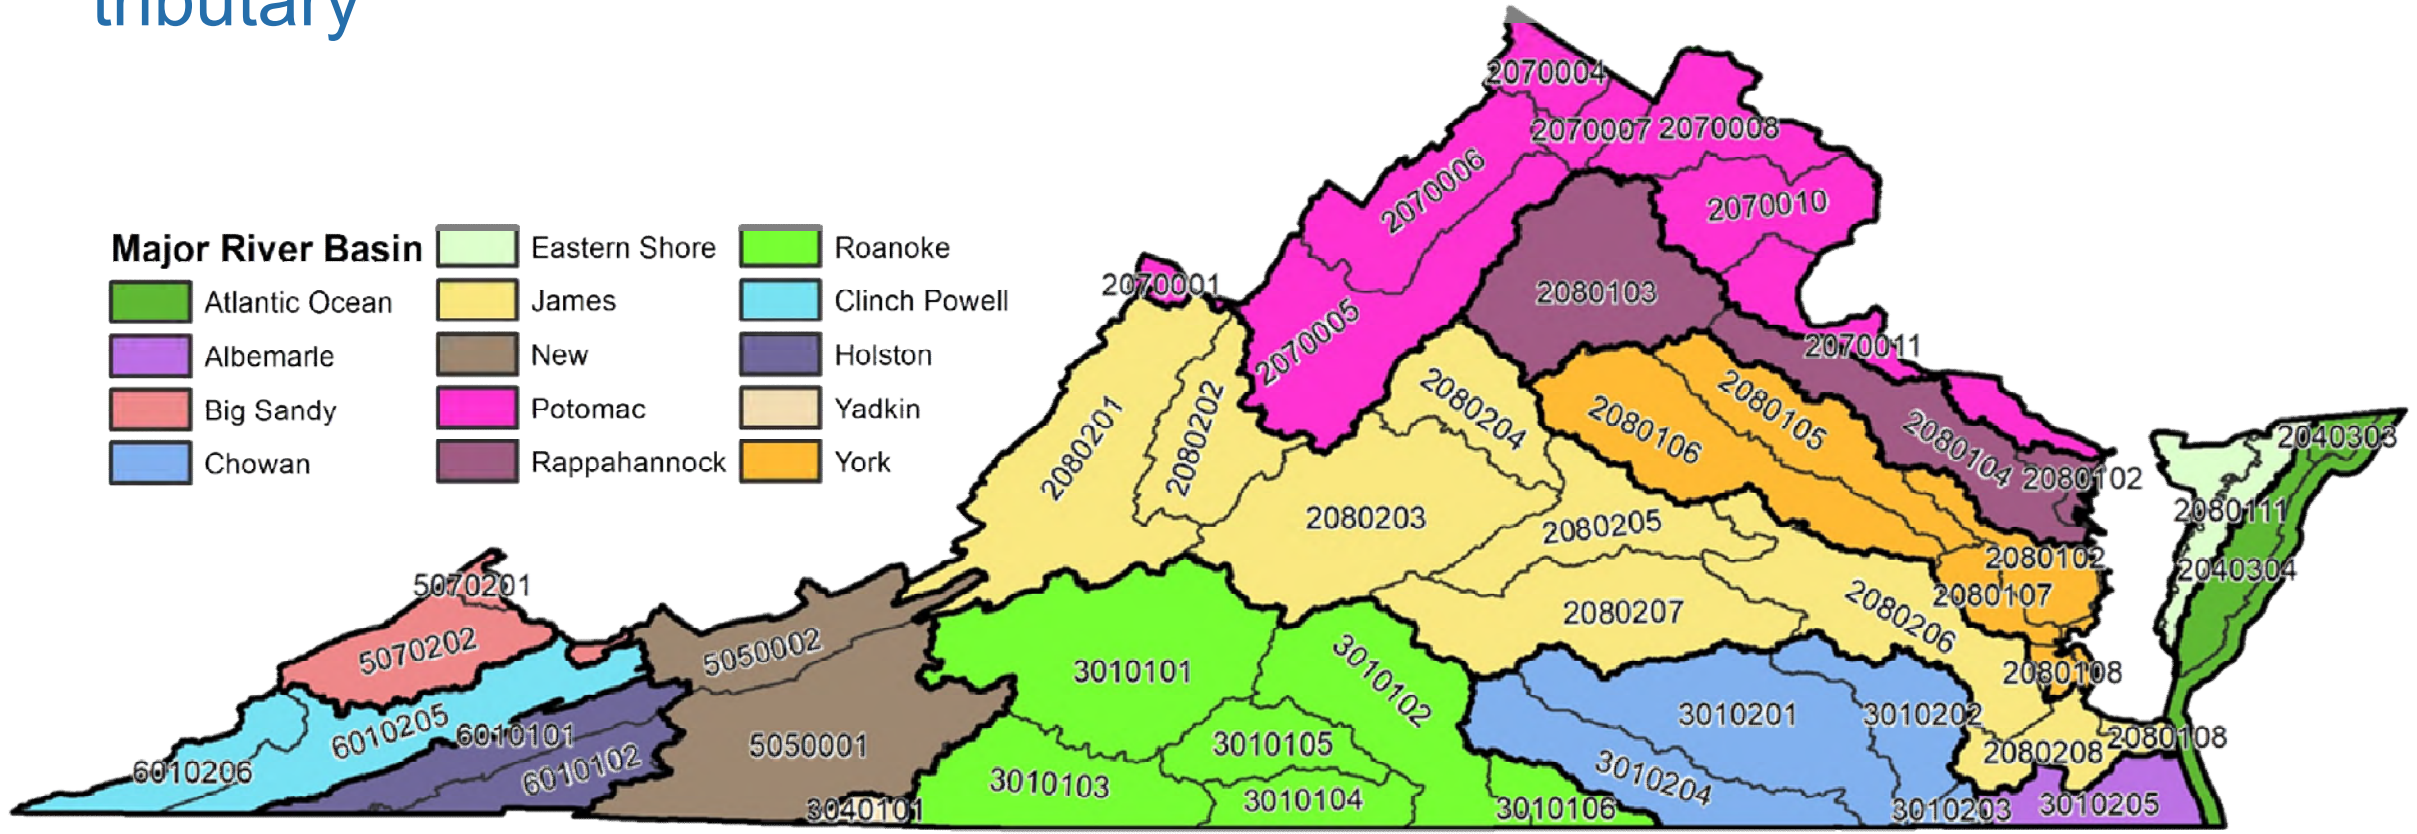 tributary
Major River Basin
Atlantic Ocean
Albemarle
Big Sandy
Chowan
Eastern Shore
James
New
Potomac
Rappahannock
Roanoke
Clinch Powell
Holston
Yadkin
York
2070004
2070007 2070008
2070006
2070010
2070001
2080103
2070005
2070011
2080201
2080202
2080204
2080106
2080105
2080104
2080102
2040303
2080111
2080203
2080205
2080102
2040304
5070201
2080107
2080207
2080206
5070202
5050002
3010101
3010102
2080108
6010205
6010101
3010201
3010202
5050001
3010105
2080108
2080208
6010206
6010102
3010103
3010104
3010204
3040101
3010106
3010203
3010205